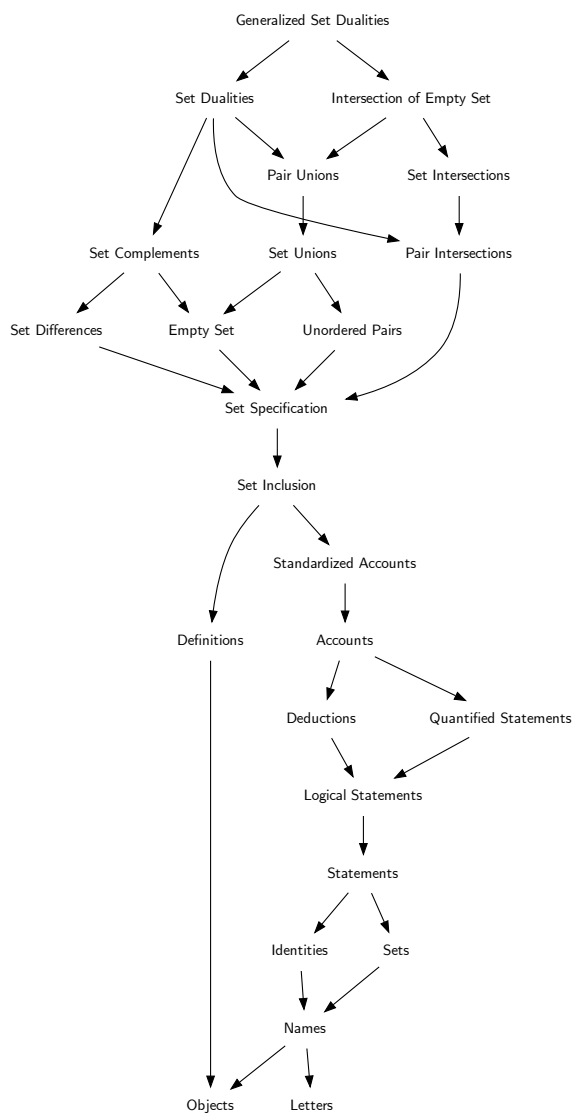 Generalized Set Dualities
Set Dualities
Intersection of Empty Set
Pair Unions
Set Intersections
Set Complements
Set Unions
Pair Intersections
Set Differences
Empty Set
Unordered Pairs
Set Specification
Set Inclusion
Standardized Accounts
Definitions
Accounts
Deductions
Quantified Statements
Logical Statements
Statements
Identities
Sets
Names
Objects
Letters